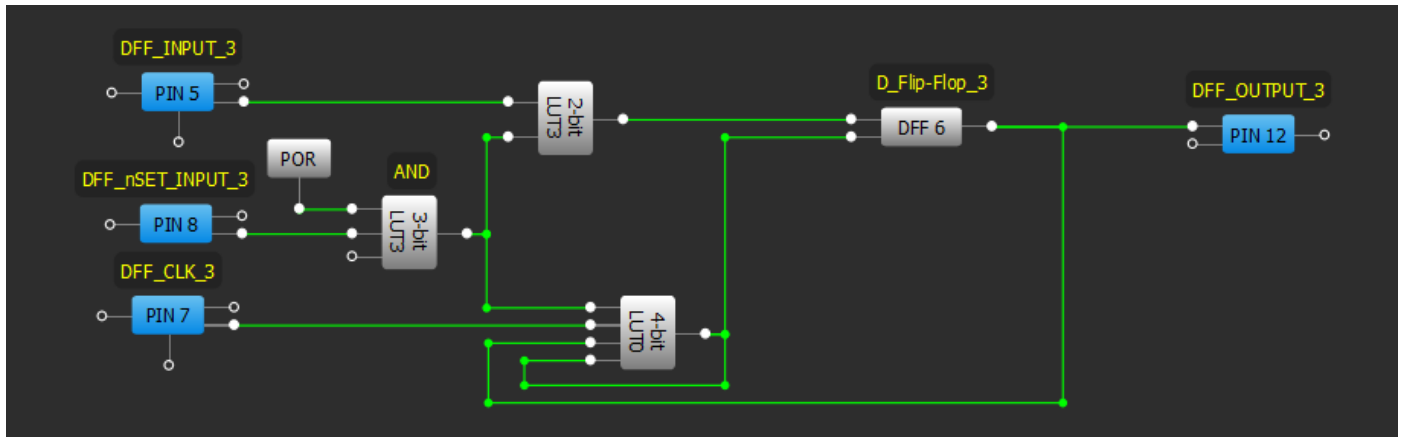 DFF_INPUT_3
PIN 5
2-bit
LUT3
D_Flip-Flop_3
DFF 6
DFF_OUTPUT_3
PIN 12
POR
AND
DFF_nSET_INPUT_3
PIN 8
3-bit
LUT3
DFF_CLK_3
PIN 7
4-bit
LUT0